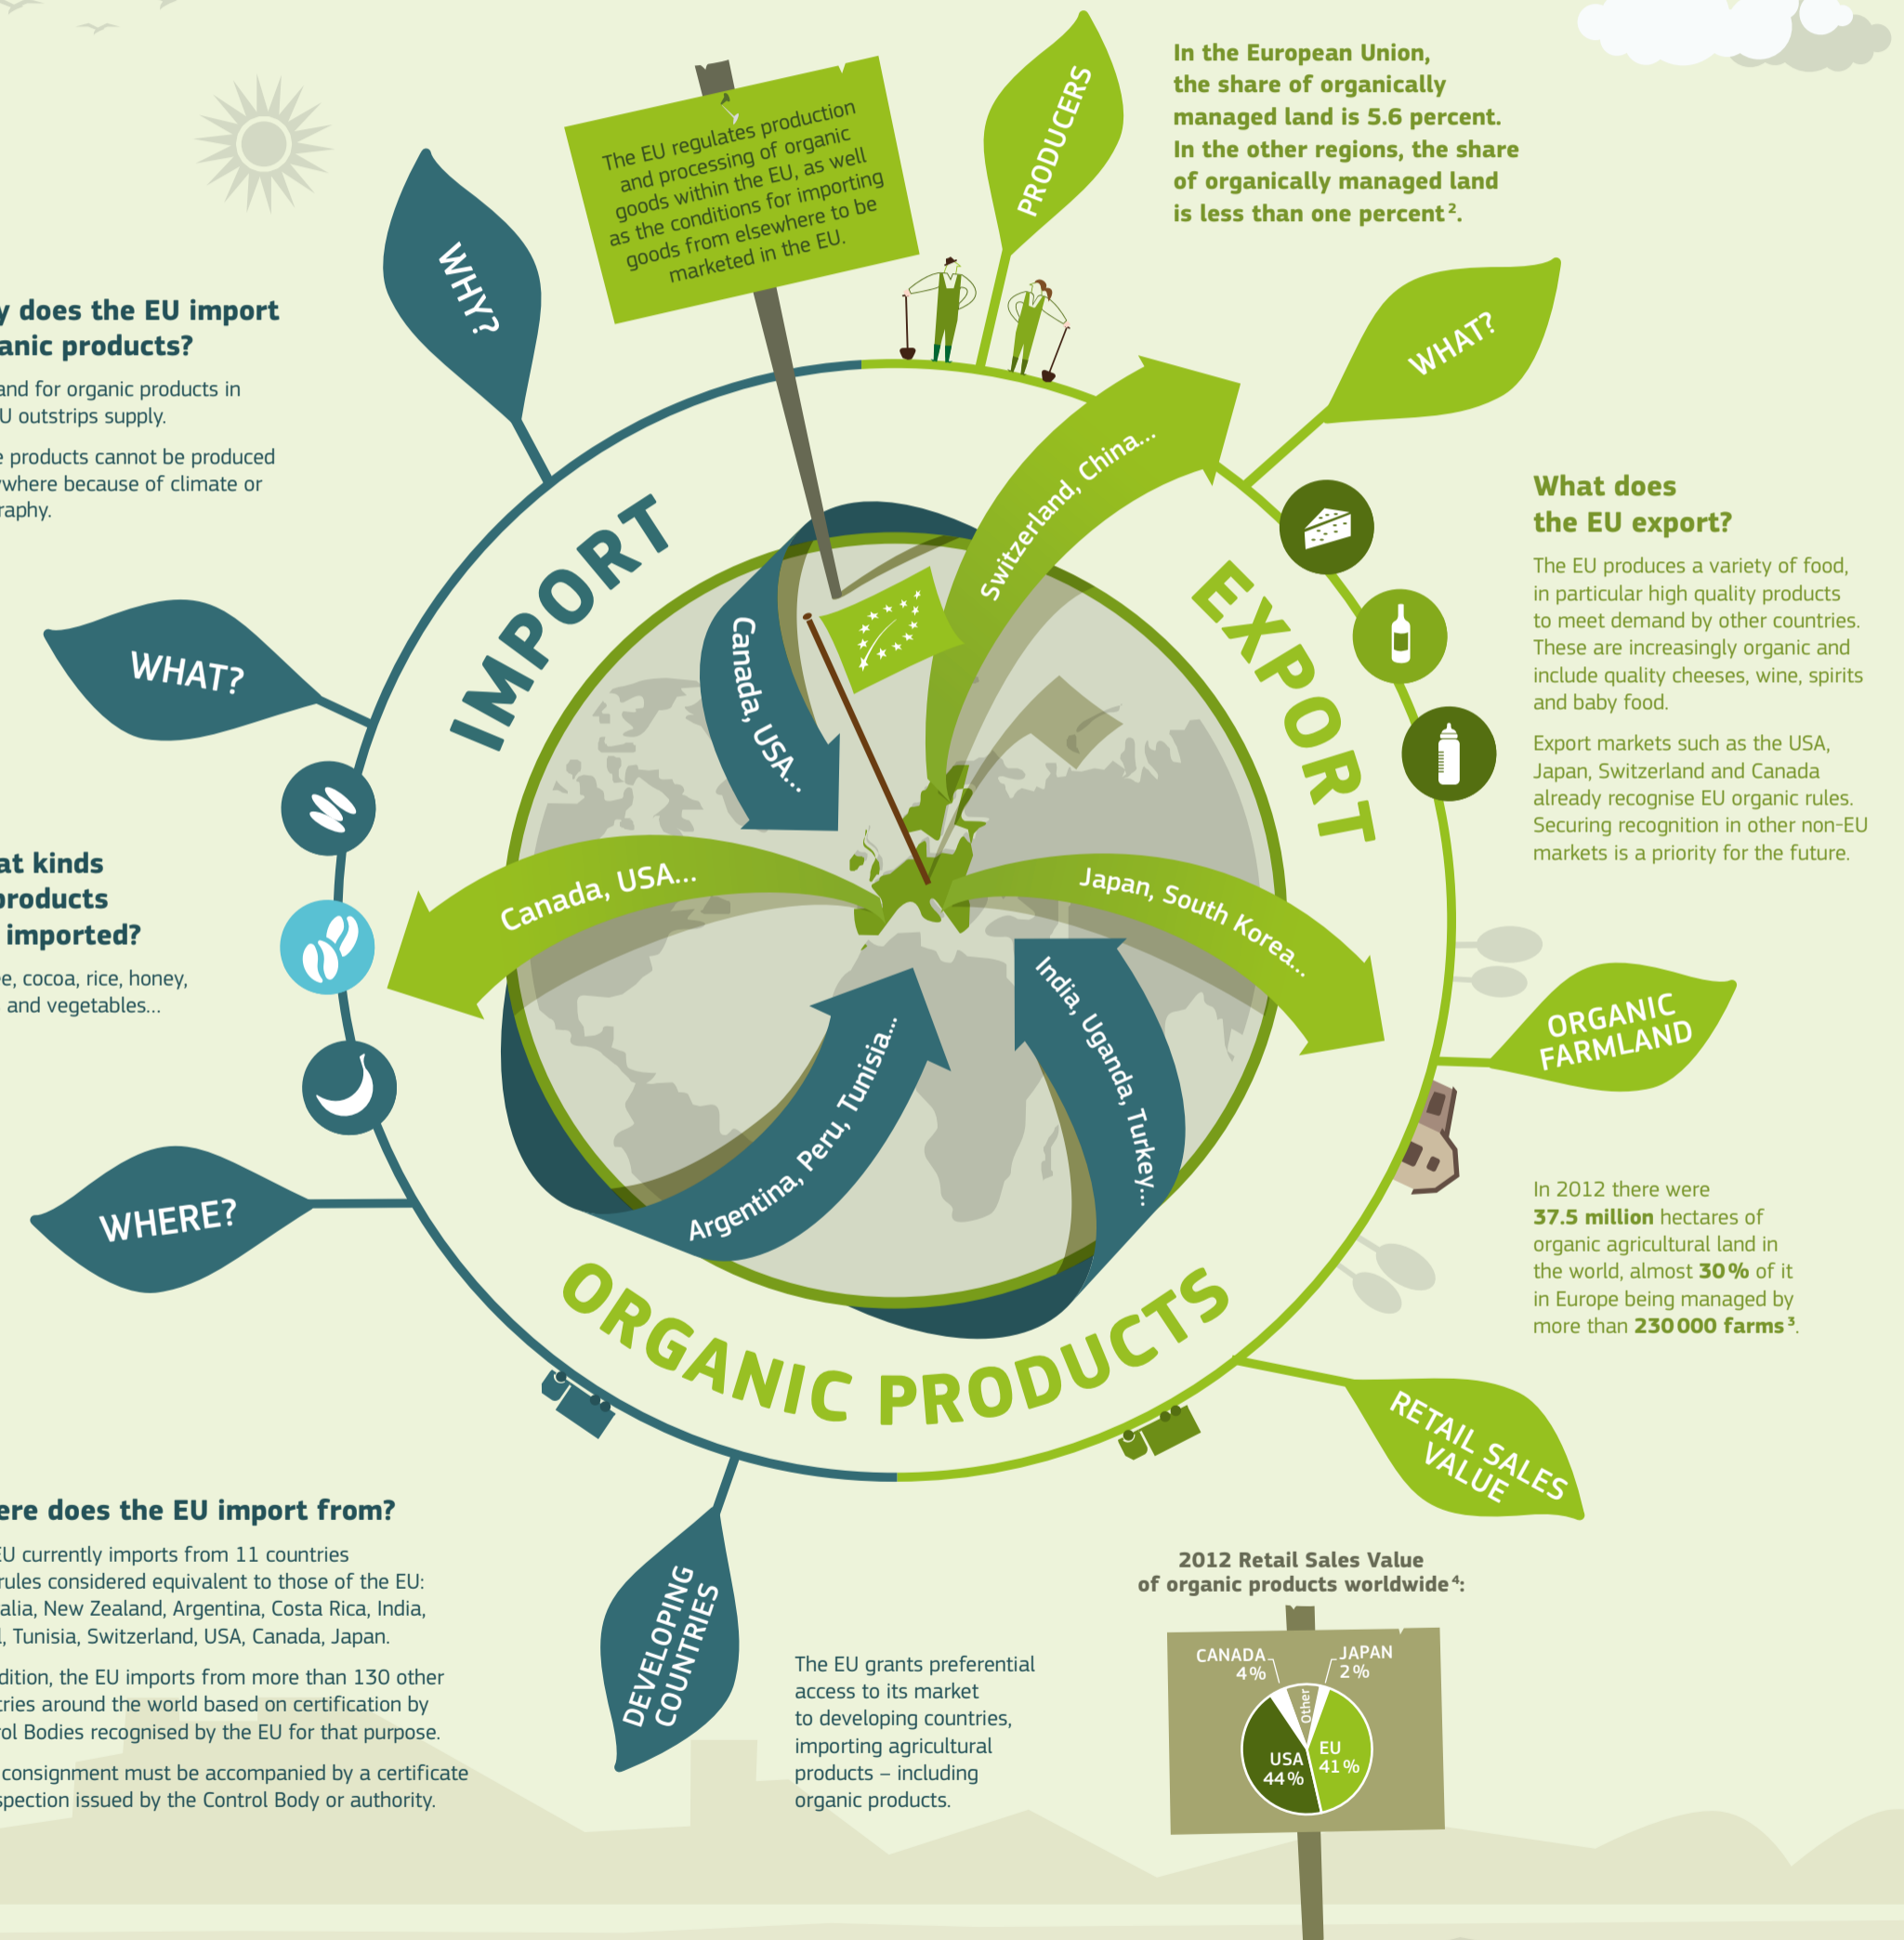 The EU regulates production
and processing of organic
goods within the EU, as well
as the conditions for importing
goods from elsewhere to be
marketed in the EU.
PRODUCERS
In the European Union,
the share of organically
managed land is 5.6 percent.
In the other regions, the share
of organically managed land
is less than one percent².
WHY?
y does the EU import
anic products?
and for organic products in
U outstrips supply.
e products cannot be produced
ywhere because of climate or
raphy.
WHAT?
What does
the EU export?
The EU produces a variety of food,
in particular high quality products
to meet demand by other countries.
These are increasingly organic and
include quality cheeses, wine, spirits
and baby food.
Export markets such as the USA,
Japan, Switzerland and Canada
already recognise EU organic rules.
Securing recognition in other non-EU
markets is a priority for the future.
IMPORT
EXPORT
Switzerland, China...
Canada, USA...
Canada, USA...
Japan, South Korea...
Argentina, Peru, Tunisia...
India, Uganda, Turkey...
ORGANIC PRODUCTS
WHAT?
at kinds
products
imported?
e, cocoa, rice, honey,
and vegetables...
ORGANIC
FARMLAND
In 2012 there were
37.5 million hectares of
organic agricultural land in
the world, almost 30% of it
in Europe being managed by
more than 230 000 farms³.
WHERE?
ere does the EU import from?
EU currently imports from 11 countries
rules considered equivalent to those of the EU:
alia, New Zealand, Argentina, Costa Rica, India,
l, Tunisia, Switzerland, USA, Canada, Japan.
dition, the EU imports from more than 130 other
tries around the world based on certification by
rol Bodies recognised by the EU for that purpose.
consignment must be accompanied by a certificate
spection issued by the Control Body or authority.
DEVELOPING
COUNTRIES
The EU grants preferential
access to its market
to developing countries,
importing agricultural
products – including
organic products.
RETAIL SALES
VALUE
2012 Retail Sales Value
of organic products worldwide⁴:
CANADA
4%
JAPAN
2%
Other
USA
44%
EU
41%